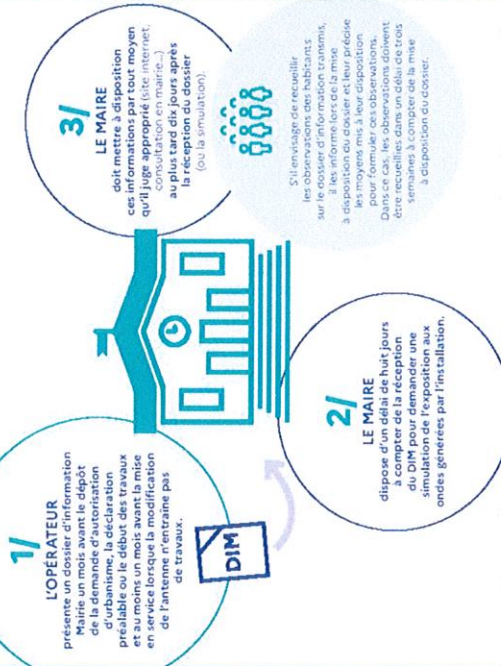 1/
L'OPÉRATEUR
présente un dossier d'information
Mairie un mois avant le dépôt
de la demande d'autorisation
d'urbanisme, la déclaration
préalable ou le début des travaux
et au moins un mois avant la mise
en service lorsque la modification
de l'antenne n'entraine pas
de travaux.
DIM
2/
LE MAIRE
dispose d'un délai de huit jours
à compter de la réception
du DIM pour demander une
simulation de l'exposition aux
ondes générées par l'installation.
3/
LE MAIRE
doit mettre à disposition
ces informations par tout moyen
qu'il juge approprié (site internet,
consultation en mairie...)
au plus tard dix jours après
la réception du dossier
(ou la simulation).
S'il envisage de recueillir
les observations des habitants
sur le dossier d'information transmis,
il les informe lors de la mise
à disposition du dossier et leur précise
les moyens mis à leur disposition
pour formuler ces observations.
Dans ce cas, les observations doivent
être recueillies dans un délai de trois
semaines à compter de la mise
à disposition du dossier.